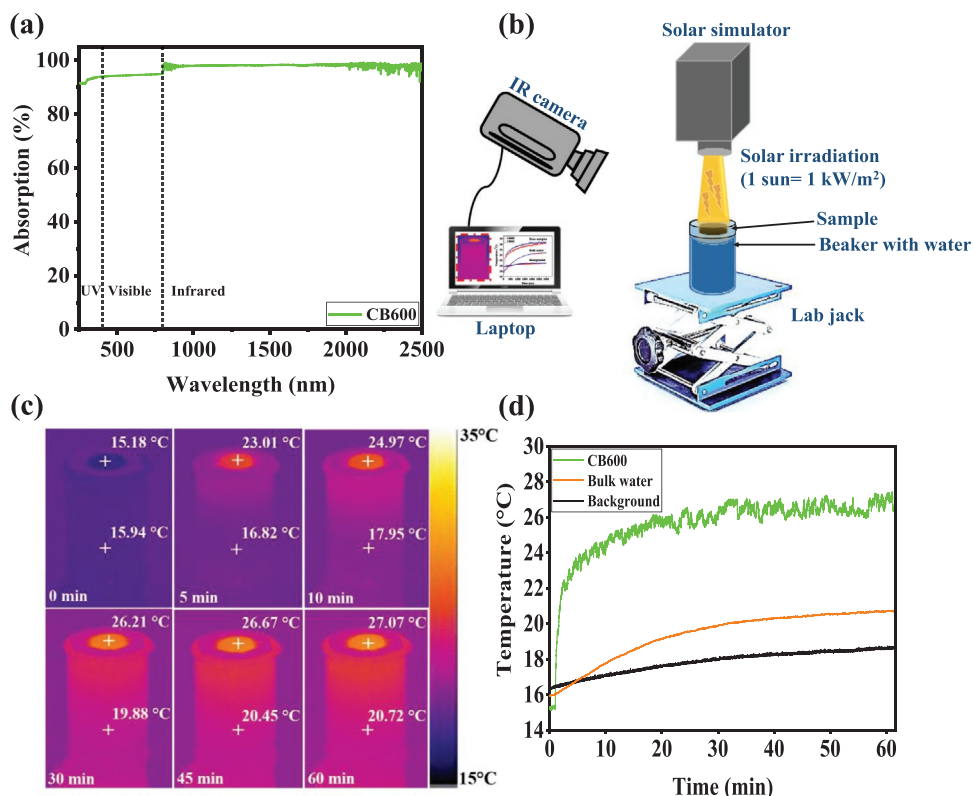 (a)
100
80
60
40
20
0
Absorption (%)
UV
Visible
Infrared
CB600
500
1000
1500
2000
2500
Wavelength (nm)
(b)
Solar simulator
IR camera
Solar irradiation
(1 sun= 1 kW/m²)
Sample
Beaker with water
Laptop
Lab jack
(c)
15.18 °C
15.94 °C
0 min
23.01 °C
16.82 °C
5 min
24.97 °C
17.95 °C
10 min
26.21 °C
19.88 °C
30 min
26.67 °C
20.45 °C
45 min
27.07 °C
20.72 °C
60 min
35°C
15°C
(d)
30
28
26
24
22
20
18
16
14
Temperature (°C)
CB600
Bulk water
Background
0
10
20
30
40
50
60
Time (min)